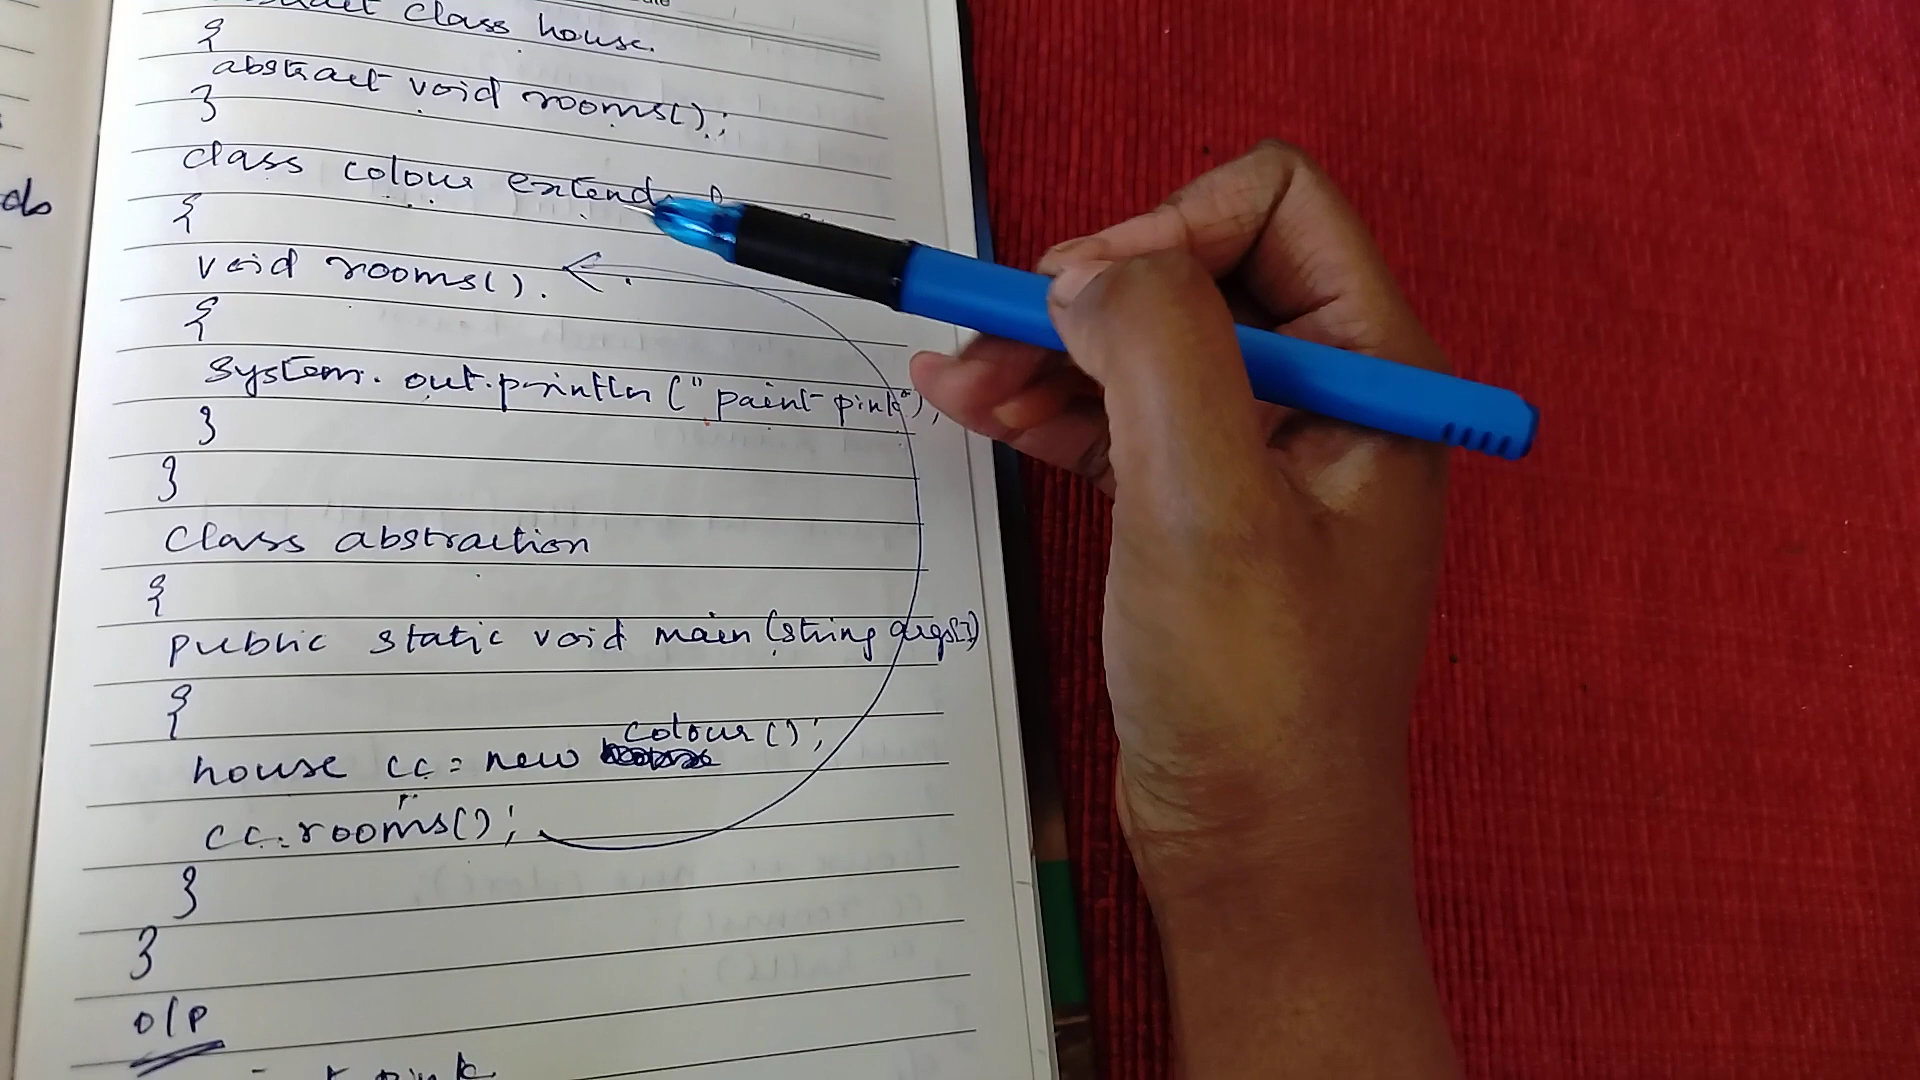 class house.
{
abstract void rooms();
}
class colour extends
{
void rooms().
{
System.out.println("paint pink");
}
}
class abstraction
{
public static void main(string args[])
{
house cc = new colour();
cc.rooms();
}
}
o/p
pink